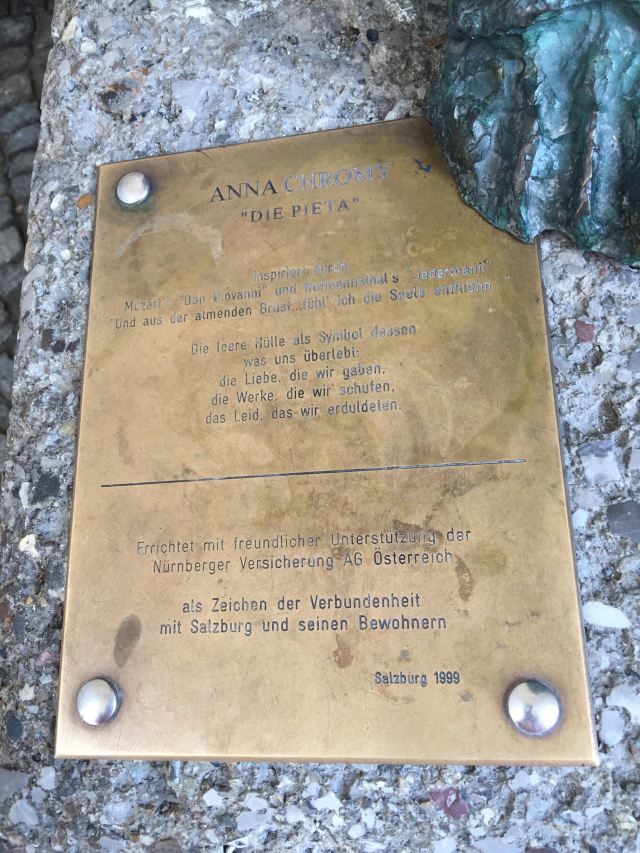 ANNA CHROMY
"DIE PIETA"
Inspiriert durch
Mozart's "Don Giovanni" und Hofmannsthal's "Jedermann"
"Und aus der atmenden Brust...fühl' ich die Seele entfliehn
Die leere Hülle als Symbol dessen
was uns überlebt:
die Liebe, die wir gaben,
die Werke, die wir schufen,
das Leid, das wir erduldeten.
Errichtet mit freundlicher Unterstützung der
Nürnberger Versicherung AG Österreich
als Zeichen der Verbundenheit
mit Salzburg und seinen Bewohnern
Salzburg 1999